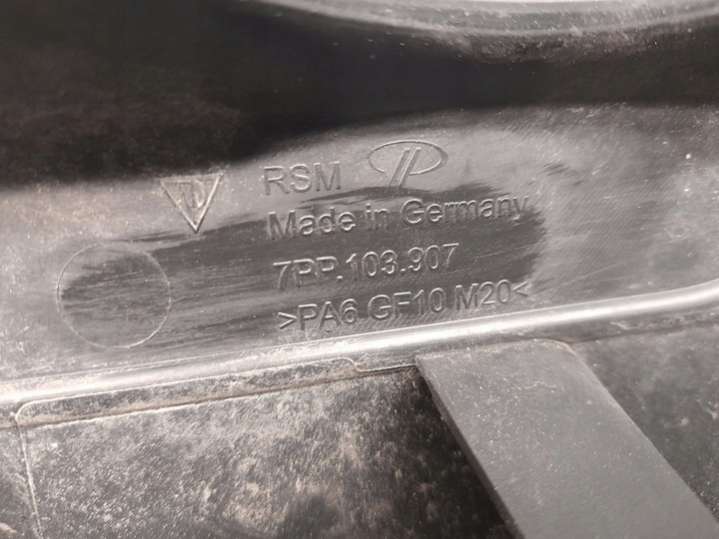 RSM
Made in Germany
7PP.103.907
>PA6 GF10 M20<